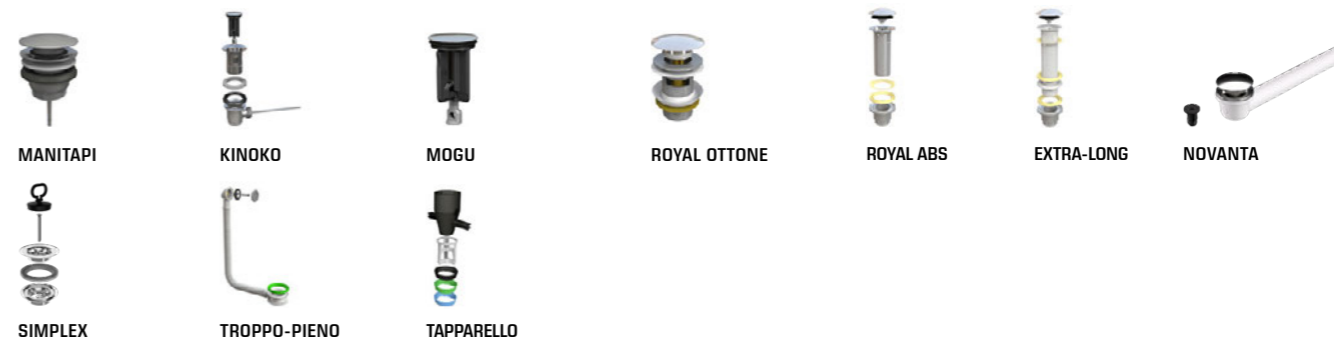 MANITAPI
KINOKO
MOGU
ROYAL OTTONE
ROYAL ABS
EXTRA-LONG
NOVANTA
SIMPLEX
TROPPO-PIENO
TAPPARELLO